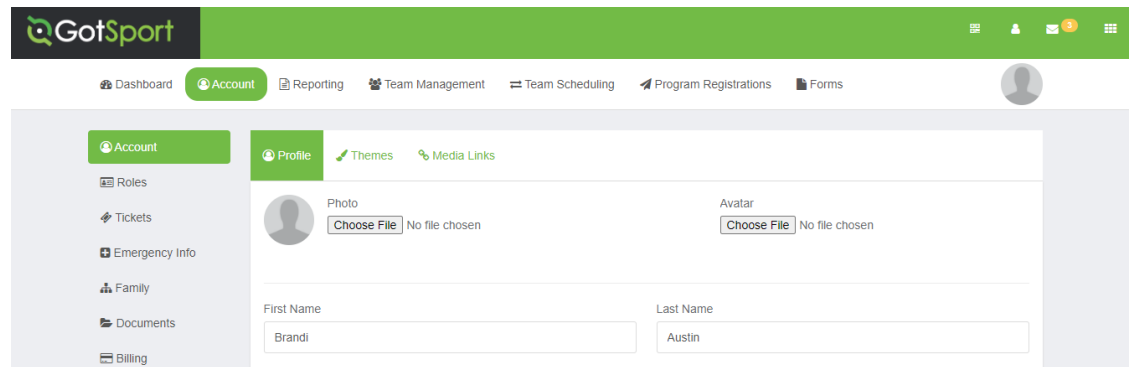 GotSport
3
Dashboard Account Reporting Team Management Team Scheduling Program Registrations Forms
Account
Roles
Tickets
Emergency Info
Family
Documents
Billing
Profile Themes Media Links
Photo
Choose File No file chosen
Avatar
Choose File No file chosen
First Name
Brandi
Last Name
Austin